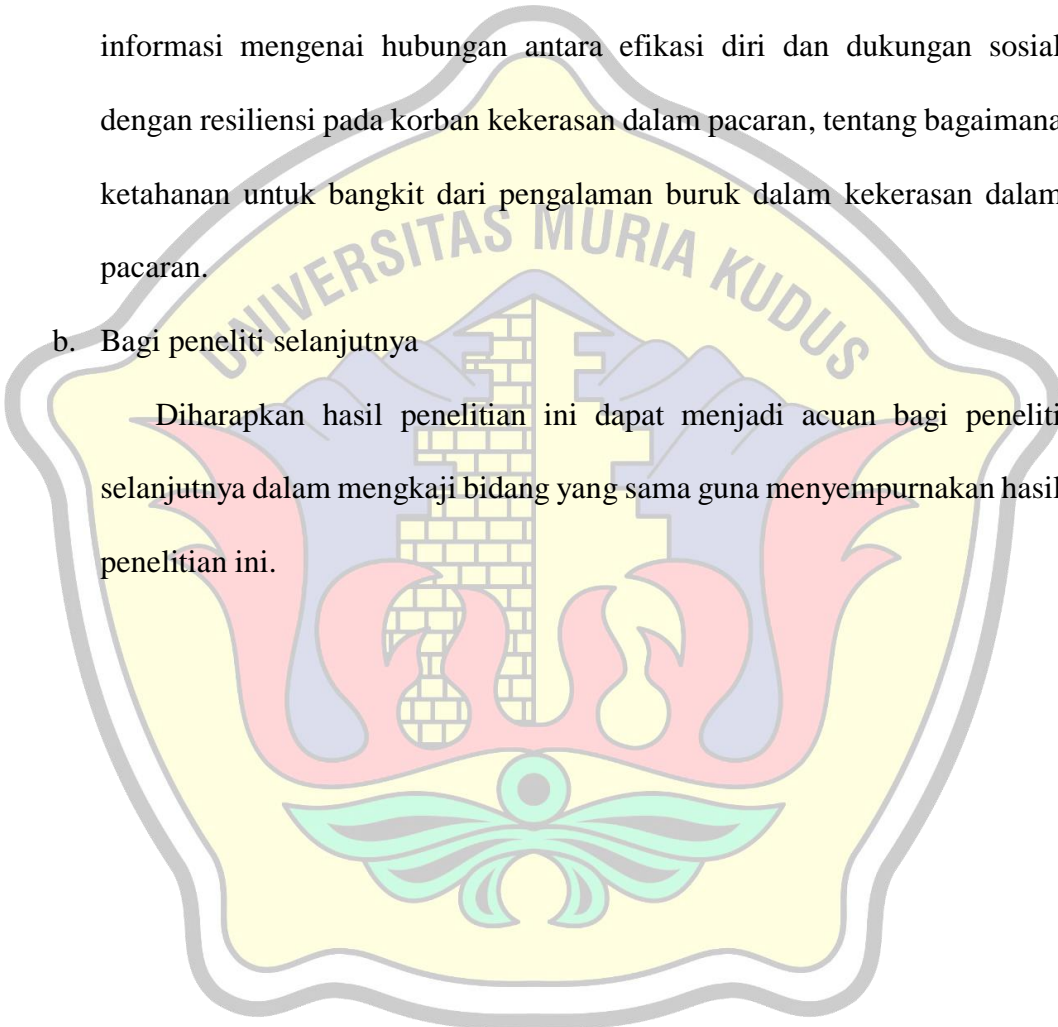 informasi mengenai hubungan antara efikasi diri dan dukungan sosial
dengan resiliensi pada korban kekerasan dalam pacaran, tentang bagaimana
ketahanan untuk bangkit dari pengalaman buruk dalam kekerasan dalam
UNIVERSITAS MURIA KUDUS
pacaran.
b. Bagi peneliti selanjutnya
Diharapkan hasil penelitian ini dapat menjadi acuan bagi peneliti
selanjutnya dalam mengkaji bidang yang sama guna menyempurnakan hasil
penelitian ini.